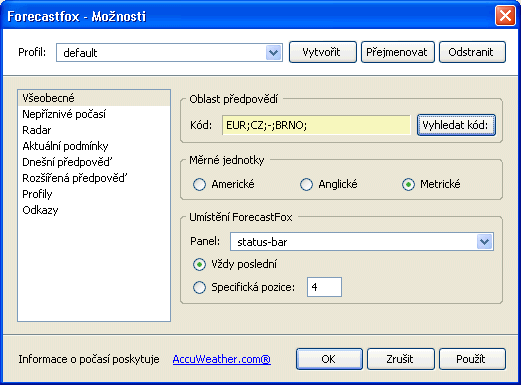 Forecastfox - Možnosti
Profil: default Vytvořit Přejmenovat Odstranit
Všeobecné
Nepříznivé počasí
Radar
Aktuální podmínky
Dnešní předpověď
Rozšířená předpověď
Profily
Odkazy
Oblast předpovědí
Kód: EUR;CZ;-;BRNO; Vyhledat kód:
Měrné jednotky
Americké Anglické Metrické
Umístění ForecastFox
Panel: status-bar
Vždy poslední
Specifická pozice: 4
Informace o počasí poskytuje AccuWeather.com® OK Zrušit Použít